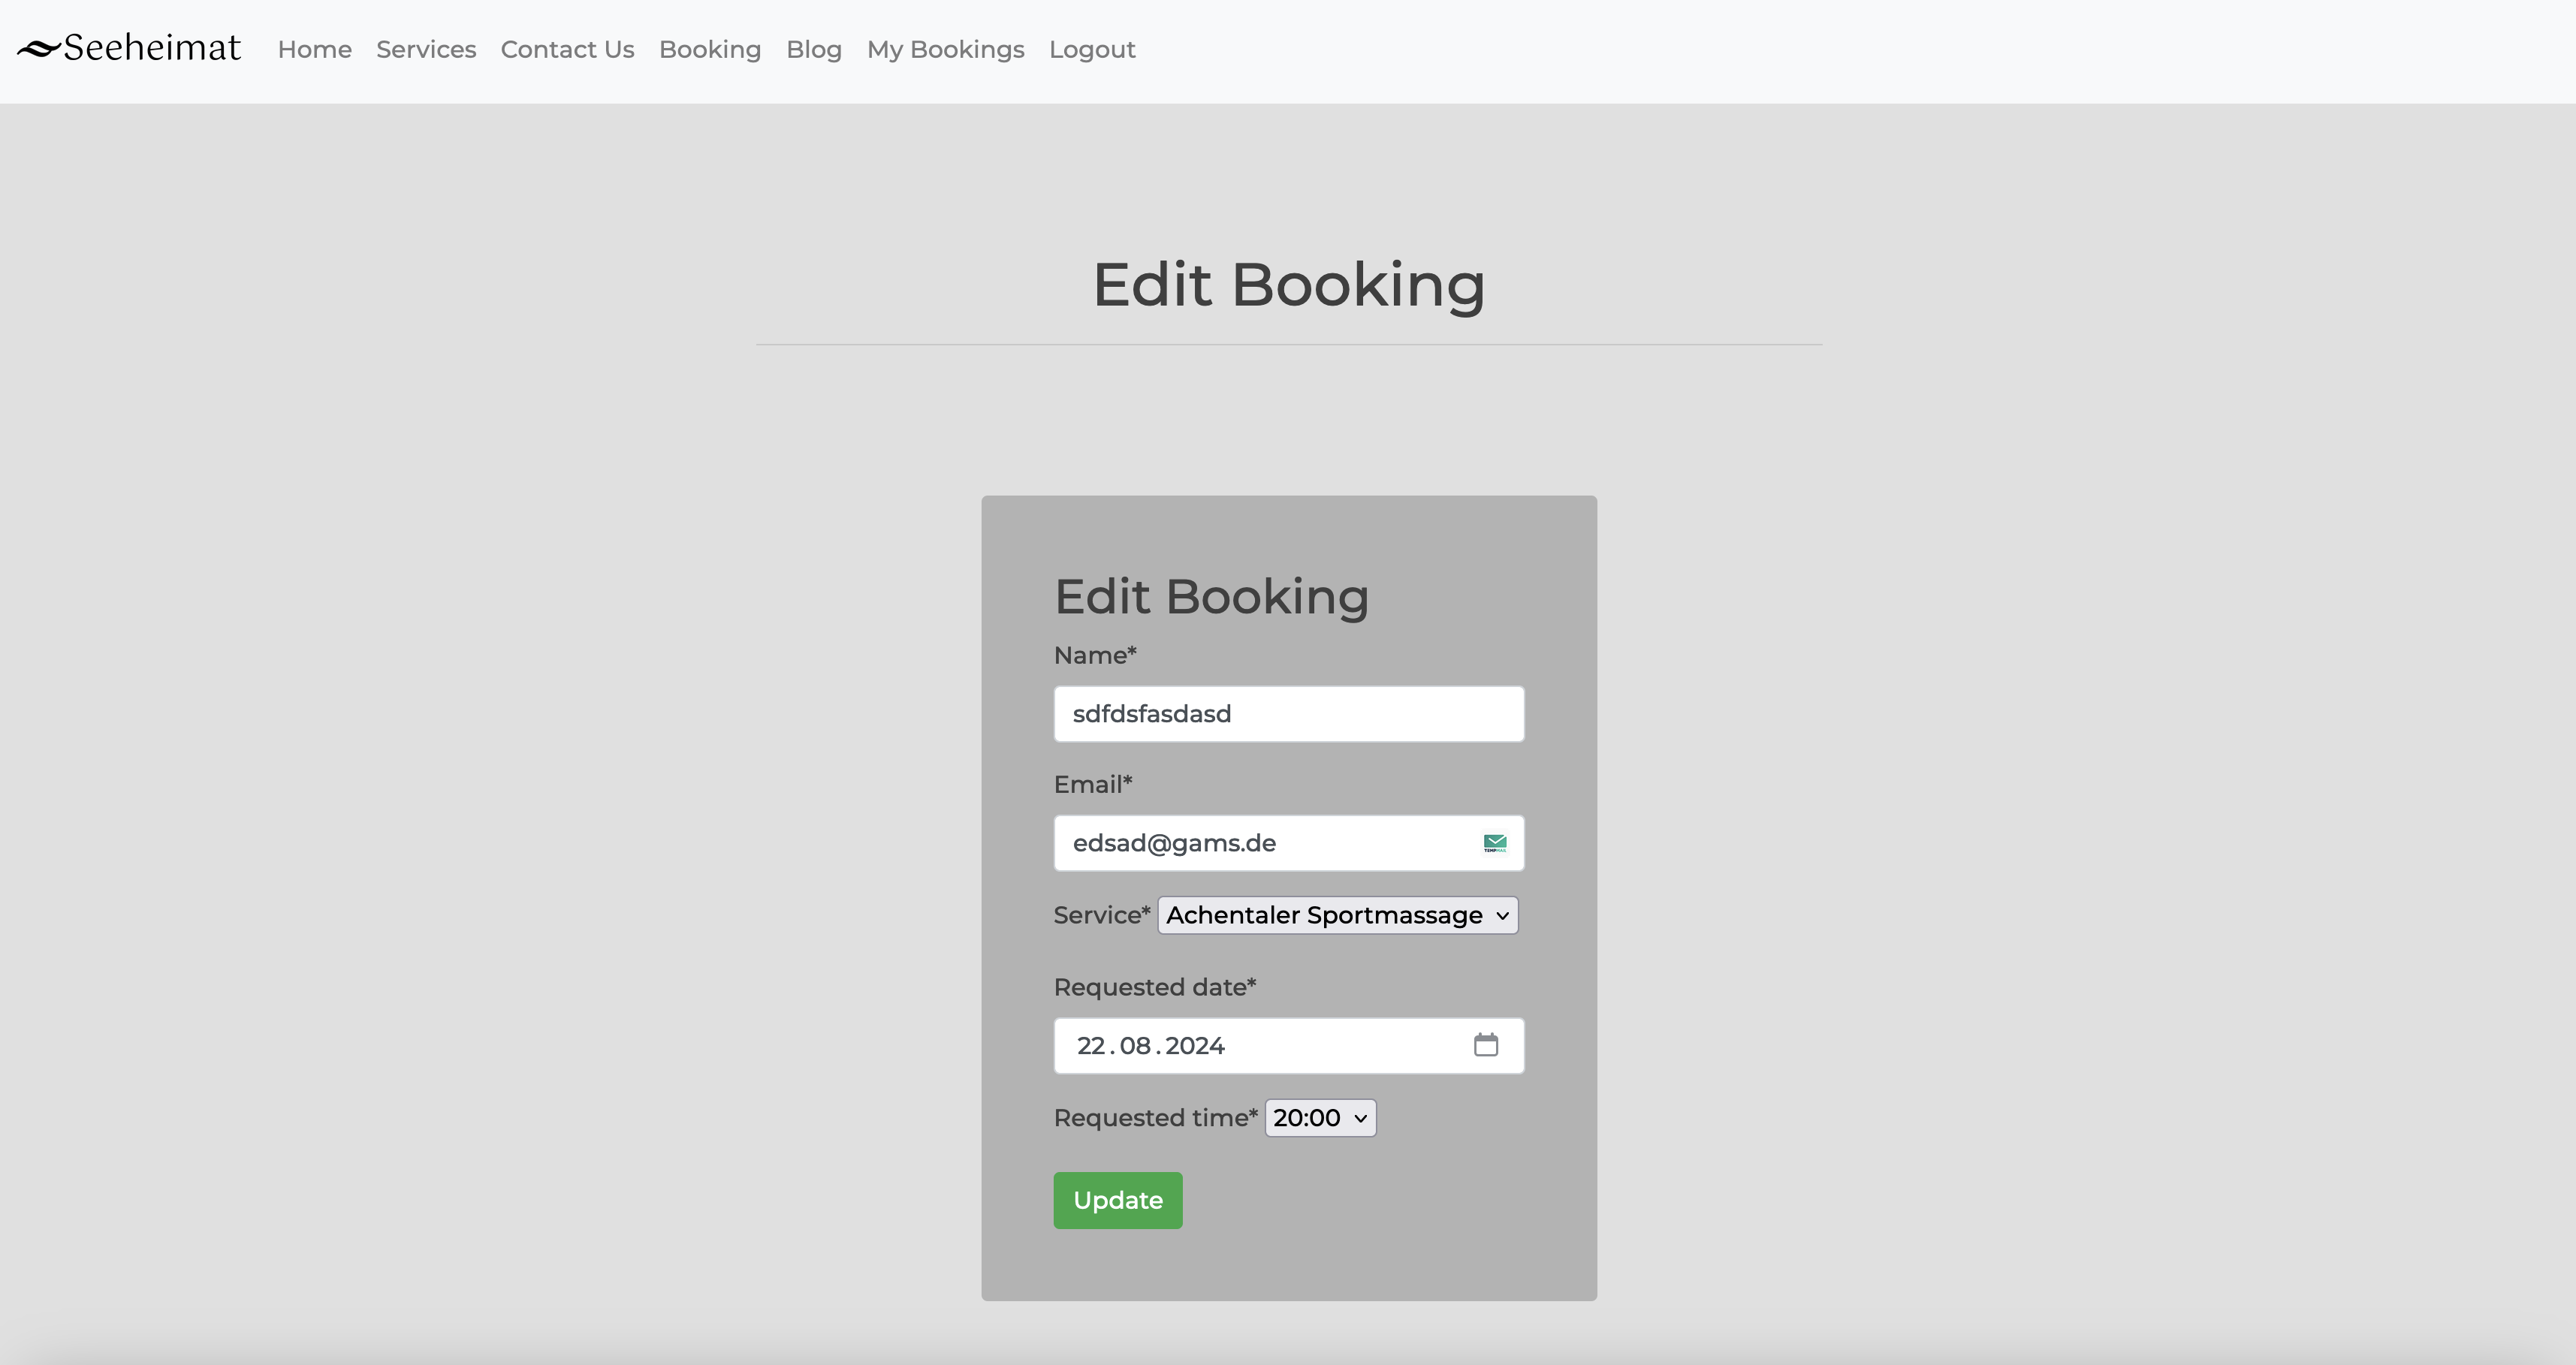 Seeheimat Home Services Contact Us Booking Blog My Bookings Logout
Edit Booking
Edit Booking
Name*
sdfdsfasdasd
Email*
edsad@gams.de
Service* Achentaler Sportmassage
Requested date*
22.08.2024
Requested time* 20:00
Update